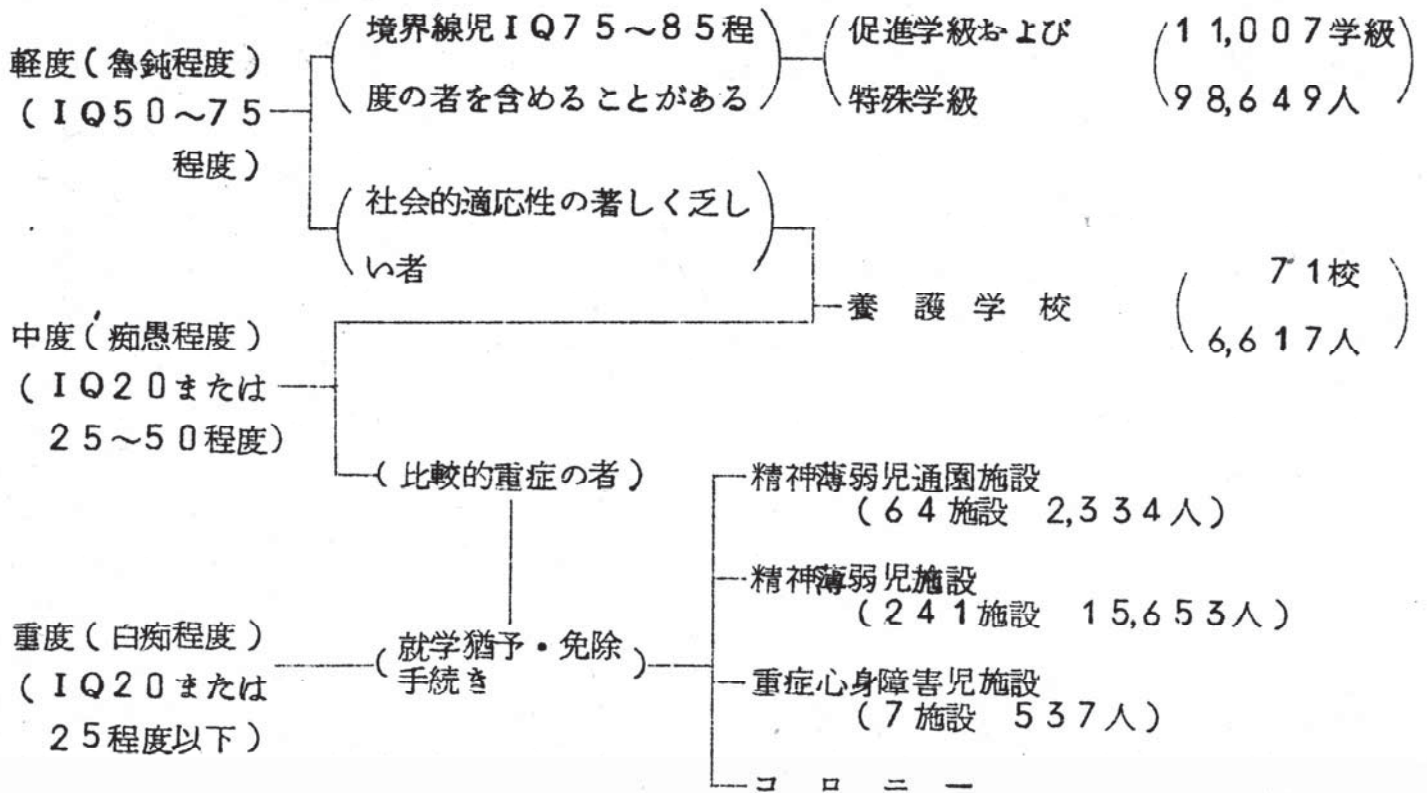 軽度（魯鈍程度）
（IQ50～75
程度）
境界線児IQ75～85程
度の者を含めることがある
促進学級および
特殊学級
11,007学級
98,649人
社会的適応性の著しく乏し
い者
養護学校
71校
6,617人
中度（痴愚程度）
（IQ20または
25～50程度）
（比較的重症の者）
精神薄弱児通園施設
（64施設 2,334人）
精神薄弱児施設
（241施設 15,653人）
重度（白痴程度）
（IQ20または
25程度以下）
（就学猶予・免除
手続き）
重症心身障害児施設
（7施設 537人）
コロニー